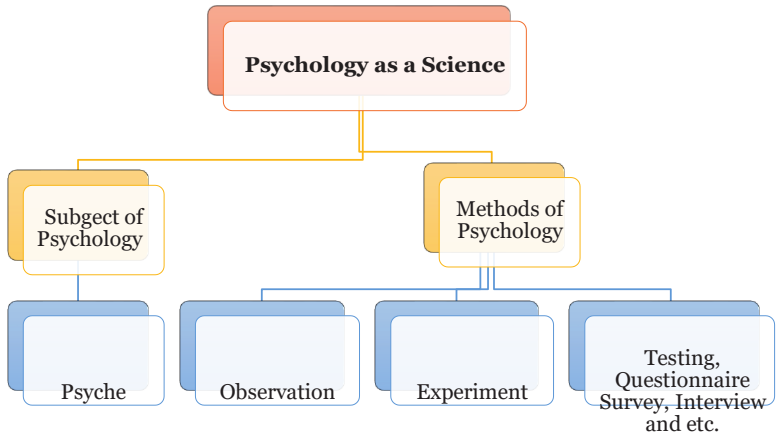 Psychology as a Science
Subgect of
Psychology
Methods of
Psychology
Psyche
Observation
Experiment
Testing,
Questionnaire
Survey, Interview
and etc.